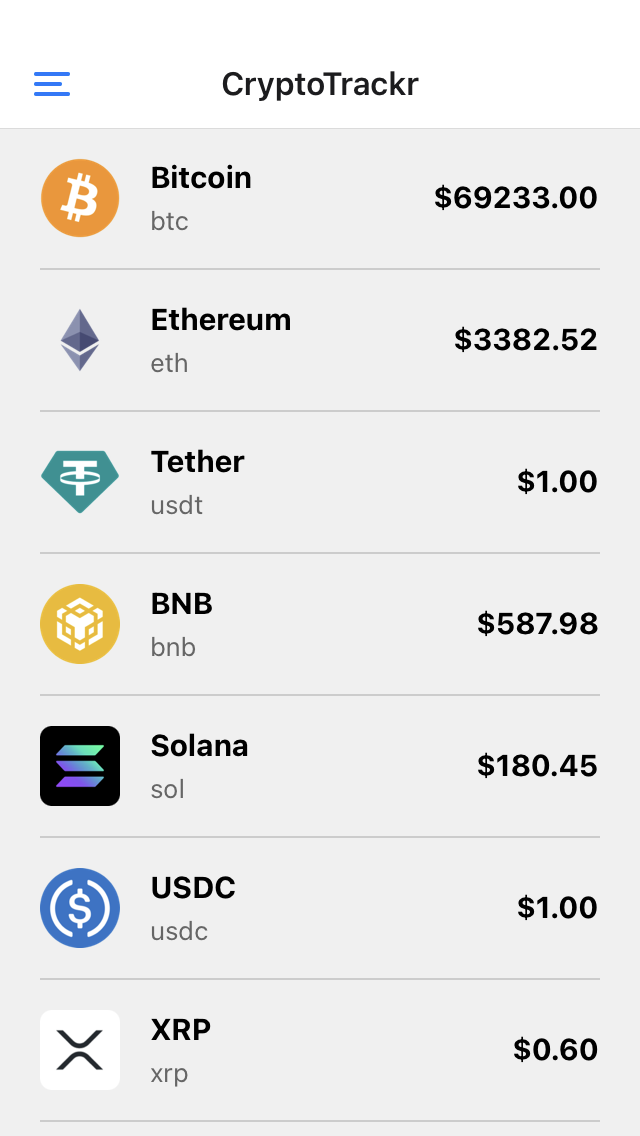 CryptoTrackr
Bitcoin
btc
$69233.00
Ethereum
eth
$3382.52
Tether
usdt
$1.00
BNB
bnb
$587.98
Solana
sol
$180.45
USDC
usdc
$1.00
XRP
xrp
$0.60